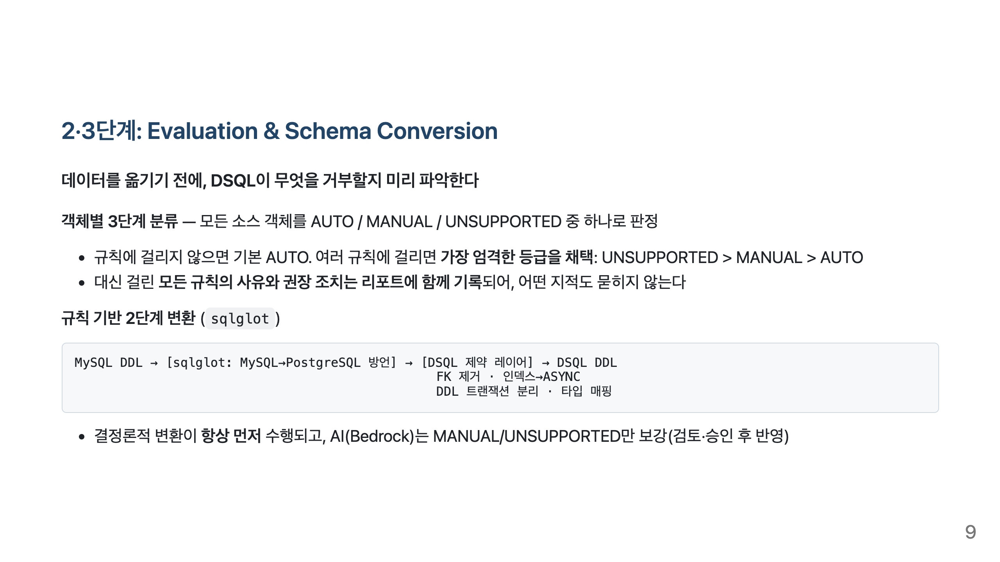 2·3단계: Evaluation & Schema Conversion
데이터를 옮기기 전에, DSQL이 무엇을 거부할지 미리 파악한다
객체별 3단계 분류 — 모든 소스 객체를 AUTO / MANUAL / UNSUPPORTED 중 하나로 판정
• 규칙에 걸리지 않으면 기본 AUTO. 여러 규칙에 걸리면 가장 엄격한 등급을 채택: UNSUPPORTED > MANUAL > AUTO
• 대신 걸린 모든 규칙의 사유와 권장 조치는 리포트에 함께 기록되어, 어떤 지적도 묻히지 않는다
규칙 기반 2단계 변환 (sqlglot)
MySQL DDL → [sqlglot: MySQL→PostgreSQL 방언] → [DSQL 제약 레이어] → DSQL DDL
FK 제거 · 인덱스→ASYNC
DDL 트랜잭션 분리 · 타입 매핑
• 결정론적 변환이 항상 먼저 수행되고, AI(Bedrock)는 MANUAL/UNSUPPORTED만 보강(검토·승인 후 반영)
9